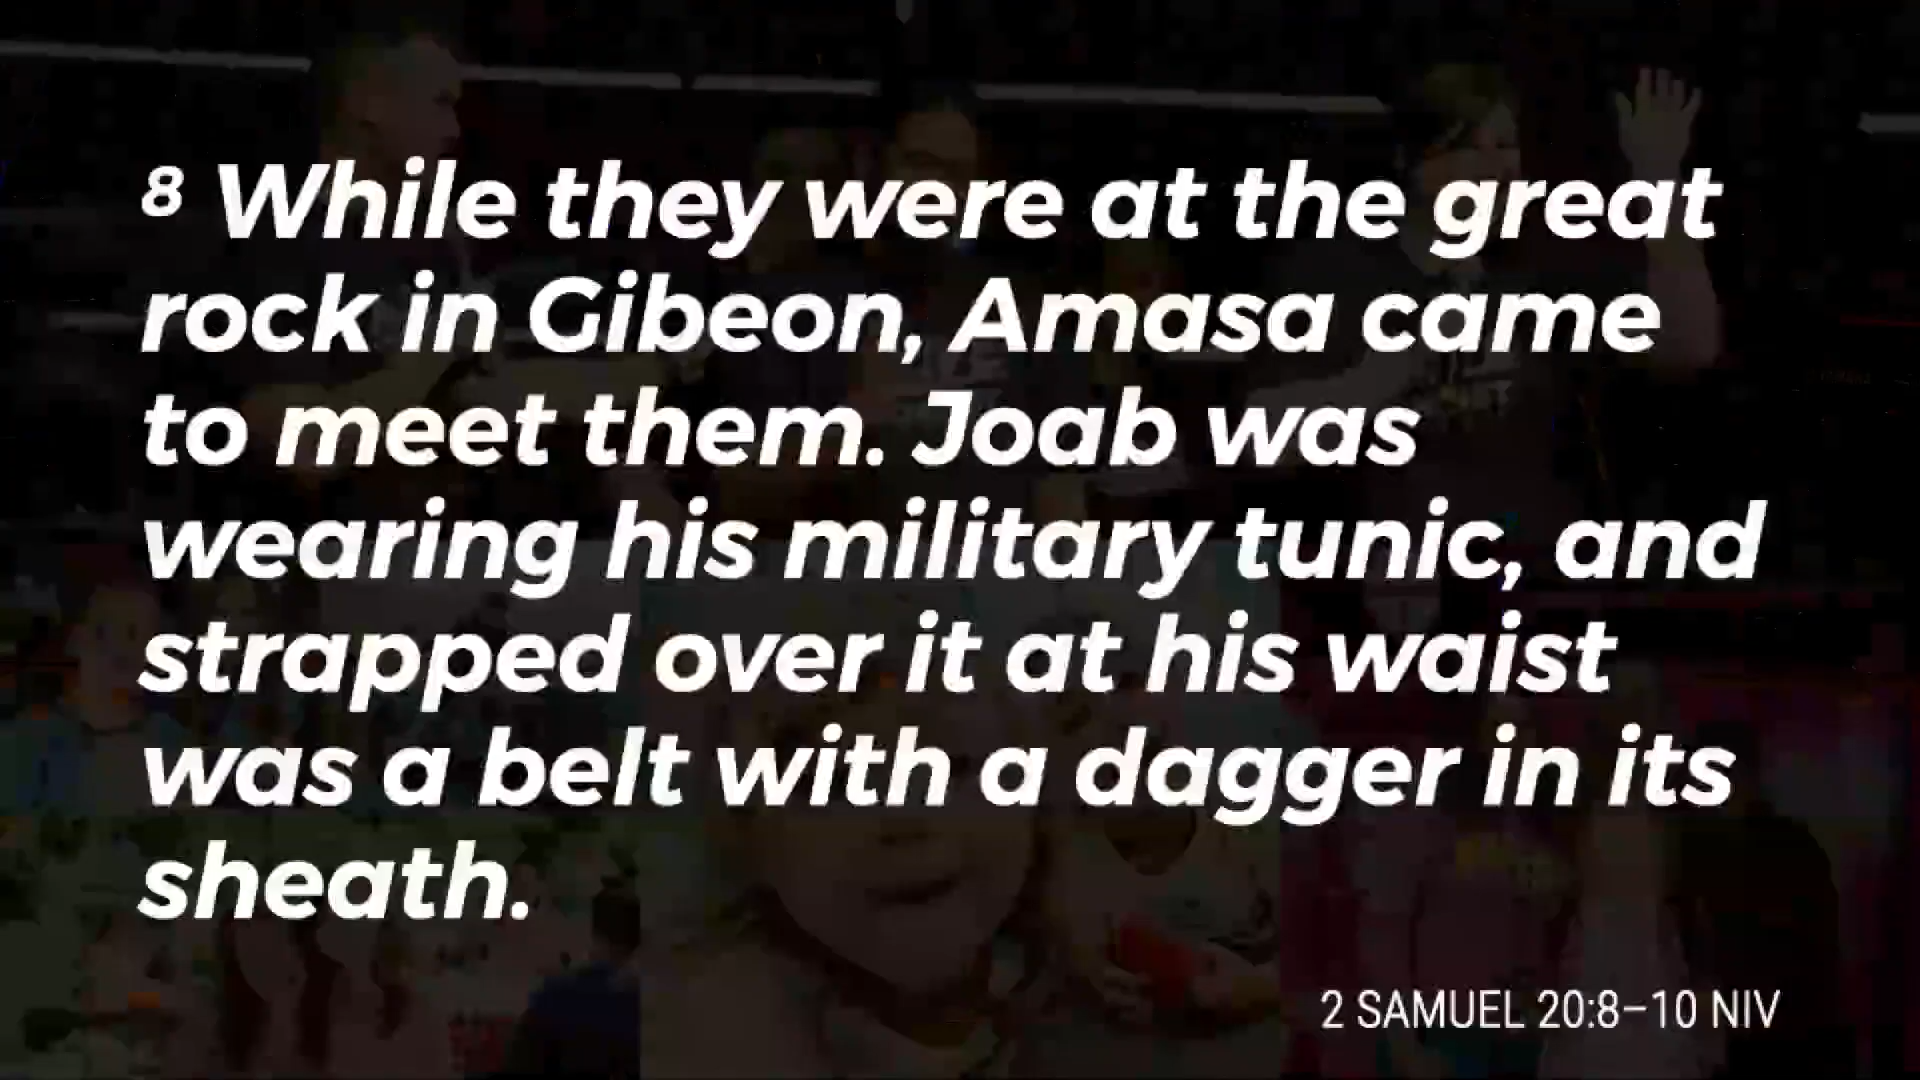 8 While they were at the great
rock in Gibeon, Amasa came
to meet them. Joab was
wearing his military tunic, and
strapped over it at his waist
was a belt with a dagger in its
sheath.
2 SAMUEL 20:8–10 NIV